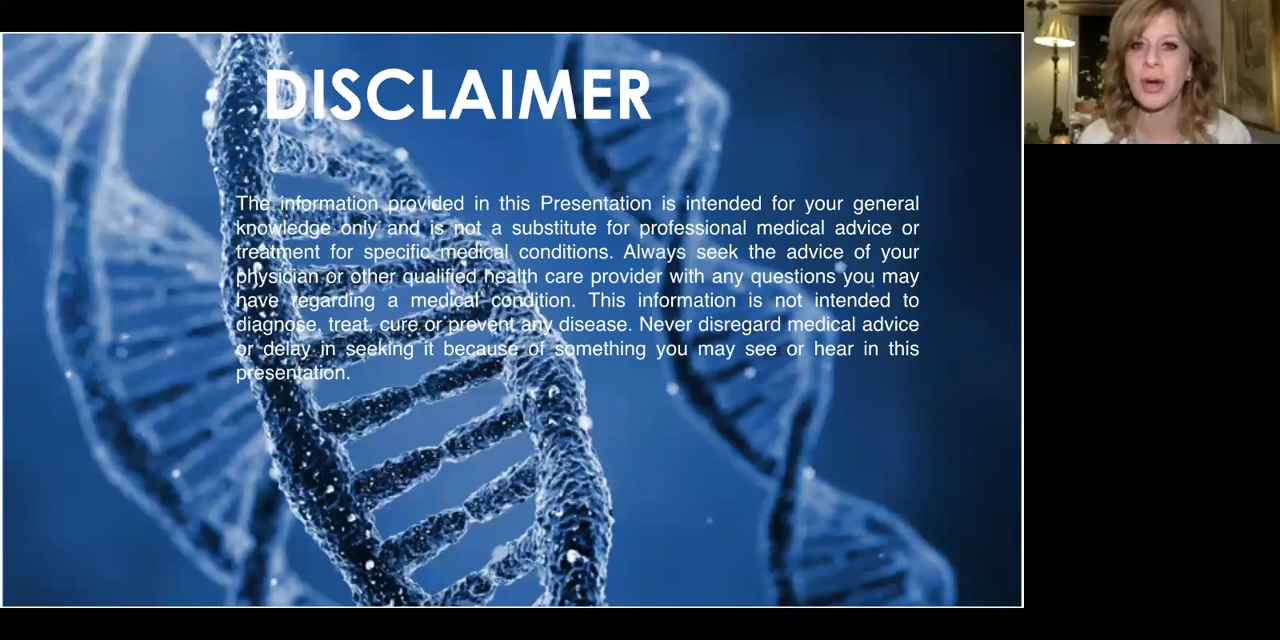 DISCLAIMER
The information provided in this Presentation is intended for your general
knowledge only and is not a substitute for professional medical advice or
treatment for specific medical conditions. Always seek the advice of your
physician or other qualified health care provider with any questions you may
have regarding a medical condition. This information is not intended to
diagnose, treat, cure or prevent any disease. Never disregard medical advice
or delay in seeking it because of something you may see or hear in this
presentation.